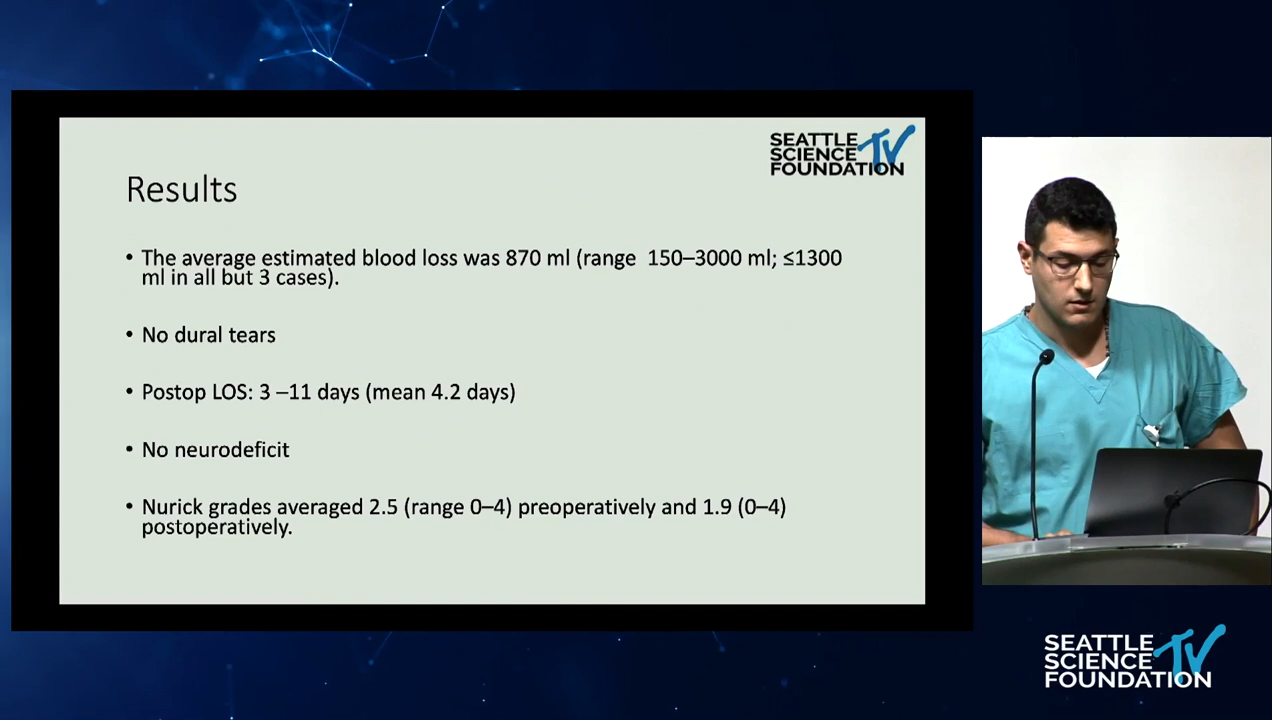 SEATTLE
SCIENCE TV
FOUNDATION
Results
• The average estimated blood loss was 870 ml (range  150–3000 ml; ≤1300
ml in all but 3 cases).
• No dural tears
• Postop LOS: 3 –11 days (mean 4.2 days)
• No neurodeficit
• Nurick grades averaged 2.5 (range 0–4) preoperatively and 1.9 (0–4)
postoperatively.
SEATTLE
SCIENCE TV
FOUNDATION